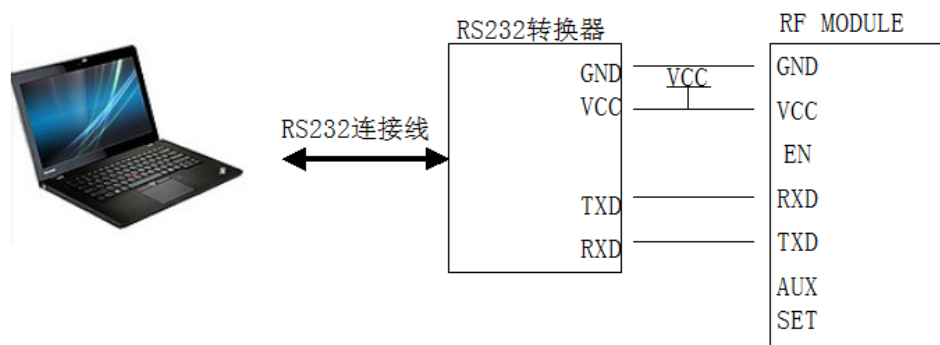 RS232连接线
RS232转换器
GND
VCC
TXD
RXD
VCC
RF MODULE
GND
VCC
EN
RXD
TXD
AUX
SET